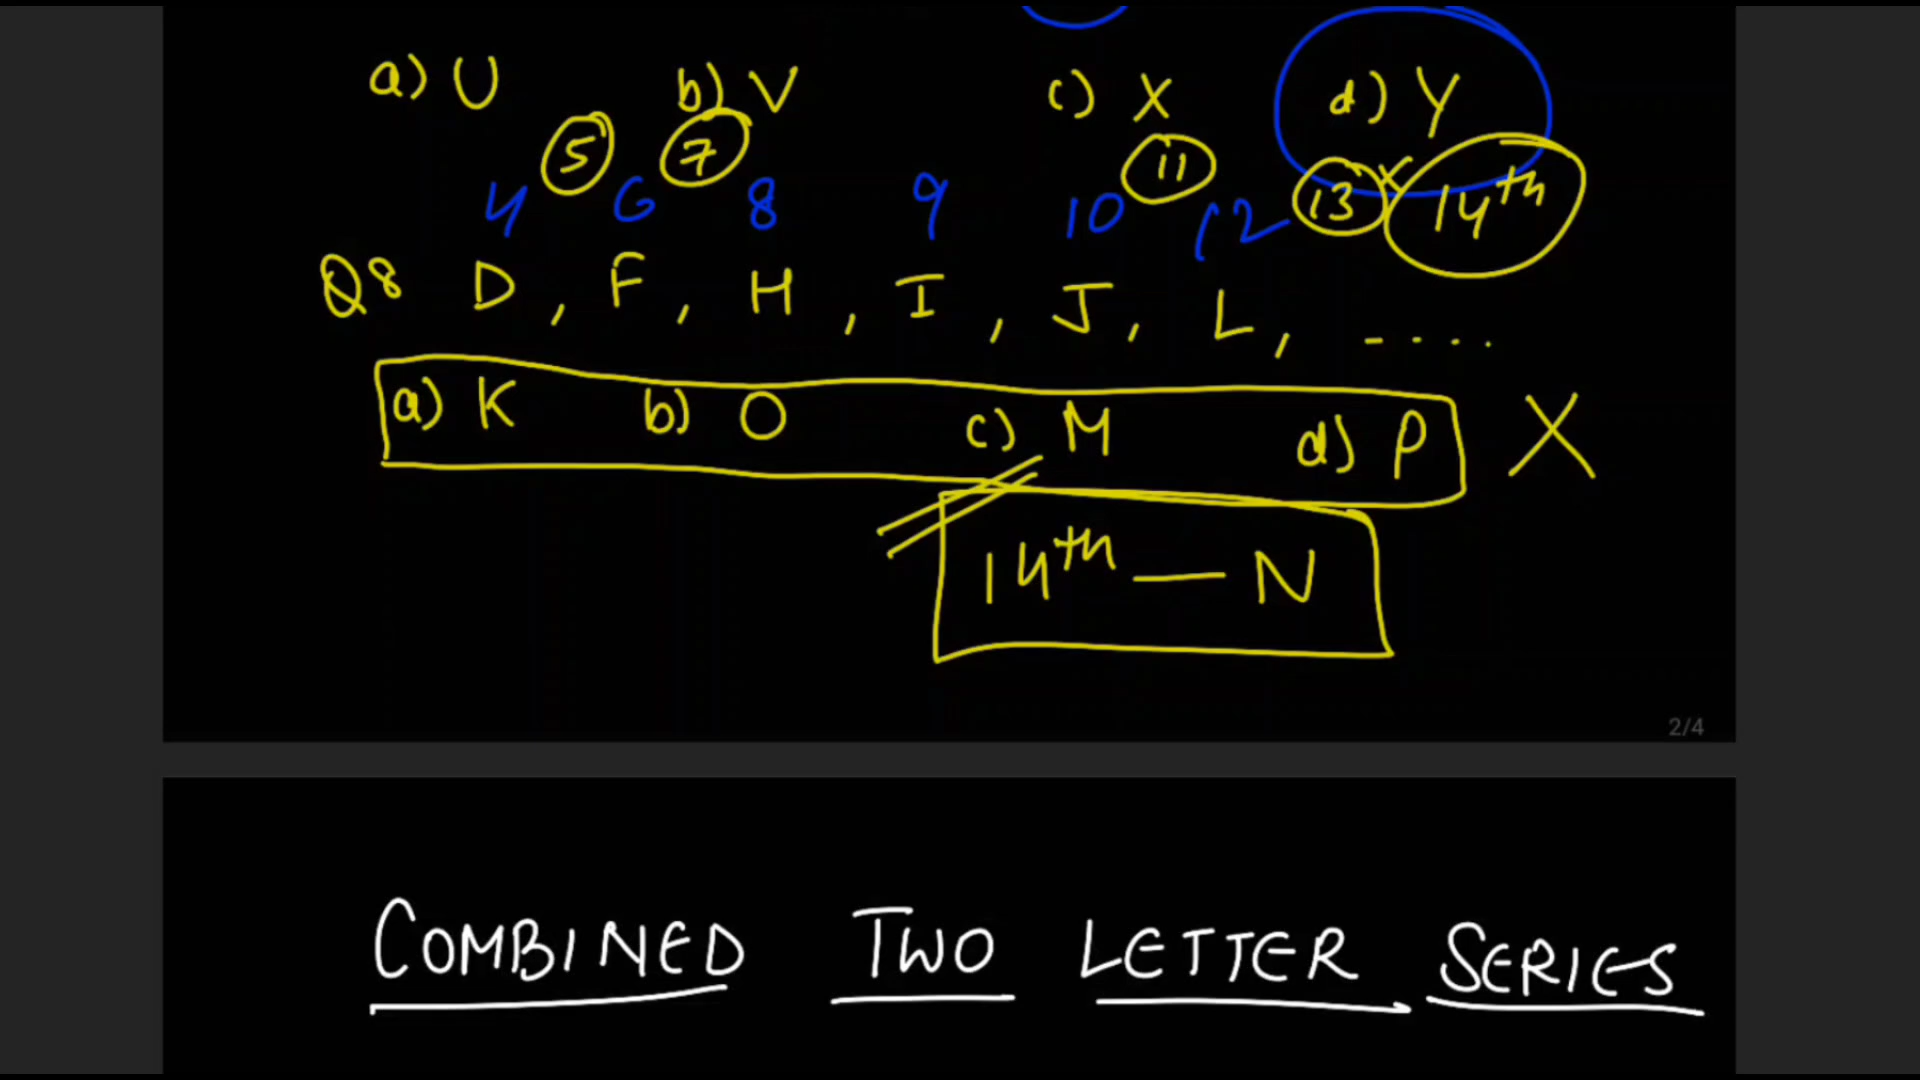 a) U b) V c) X d) Y
5 7 11 13 x 14th
4 6 8 9 10 12
Q8 D, F, H, I, J, L, - ....
a) K b) O c) M d) P X
14th — N
2/4
COMBINED TWO LETTER SERIES